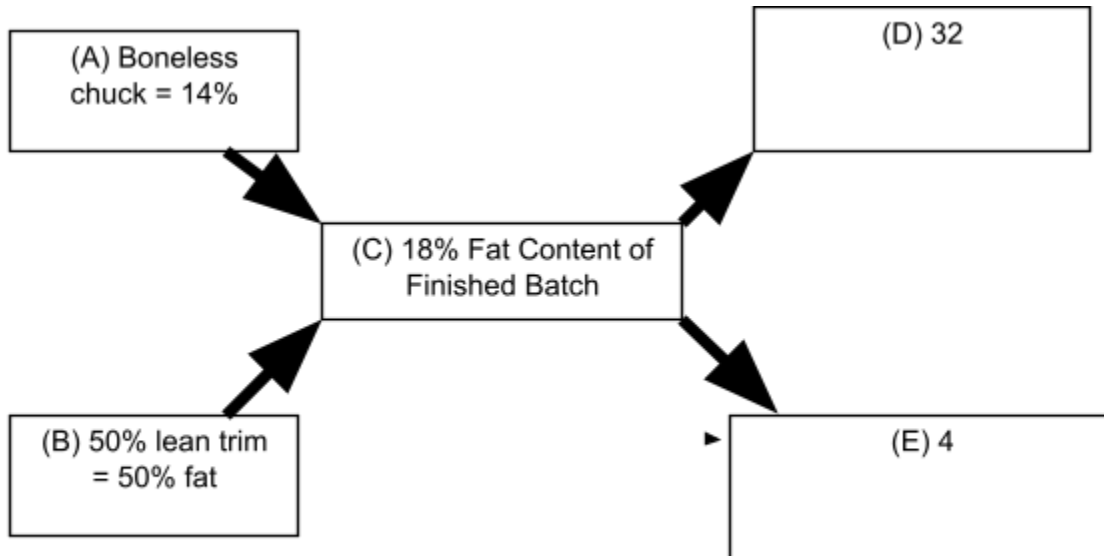 (A) Boneless
chuck = 14%
(D) 32
(C) 18% Fat Content of
Finished Batch
(B) 50% lean trim
= 50% fat
(E) 4